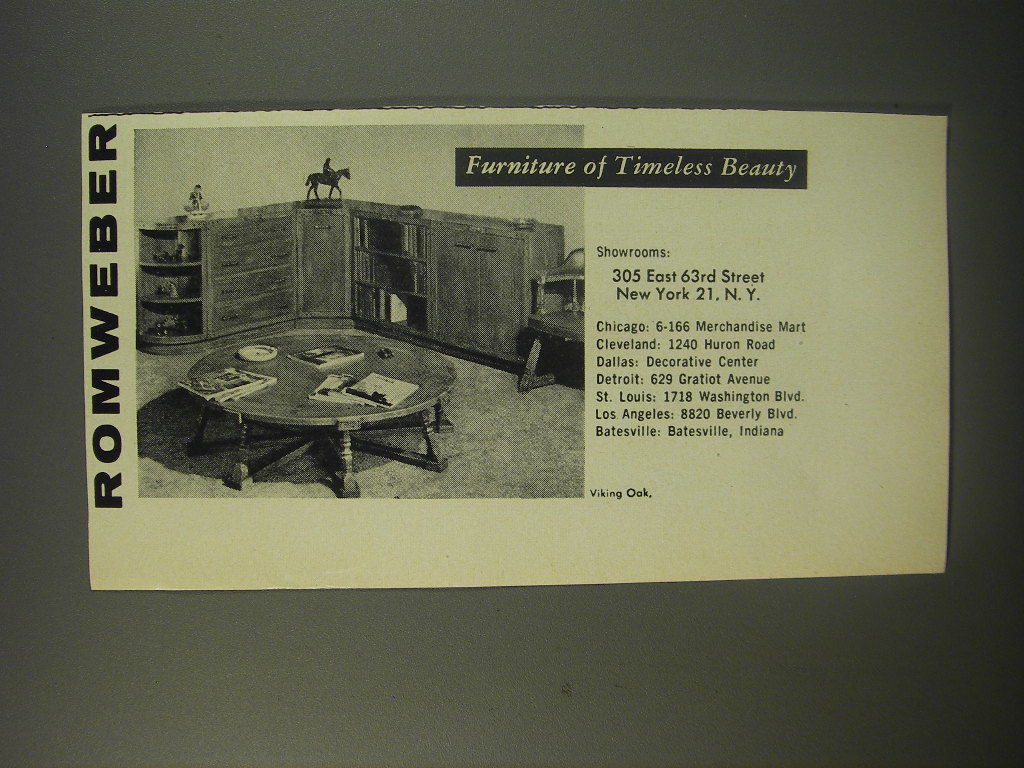 ROMWEBER
Furniture of Timeless Beauty
Showrooms:
305 East 63rd Street
New York 21, N. Y.
Chicago: 6-166 Merchandise Mart
Cleveland: 1240 Huron Road
Dallas: Decorative Center
Detroit: 629 Gratiot Avenue
St. Louis: 1718 Washington Blvd.
Los Angeles: 8820 Beverly Blvd.
Batesville: Batesville, Indiana
Viking Oak.